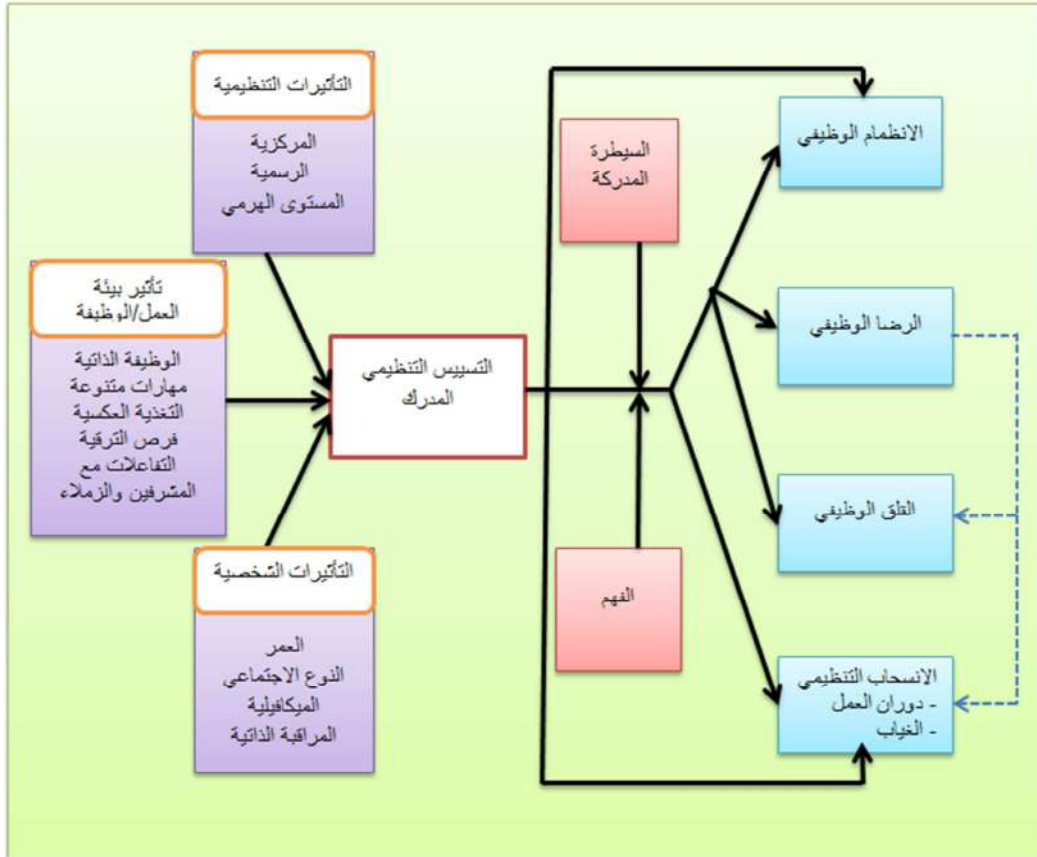 التأثيرات التنظيمية
المركزية
الرسمية
المستوى الهرمي
تأثير بيئة
العمل/الوظيفة
الوظيفة الذاتية
مهارات متنوعة
التغذية العكسية
فرص الترقية
التفاعلات مع
المشرفين والزملاء
التأثيرات الشخصية
العمر
النوع الاجتماعي
الميكافيلية
المراقبة الذاتية
التسييس التنظيمي
المدرك
السيطرة
المدركة
الفهم
الانظمام الوظيفي
الرضا الوظيفي
القلق الوظيفي
الانسحاب التنظيمي
- دوران العمل
- الغياب